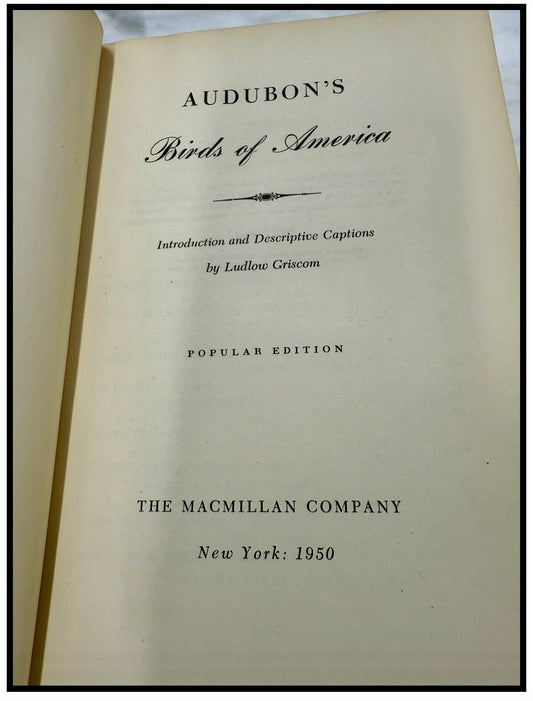 AUDUBON'S
Birds of America
Introduction and Descriptive Captions
by Ludlow Griscom
POPULAR EDITION
THE MACMILLAN COMPANY
New York: 1950